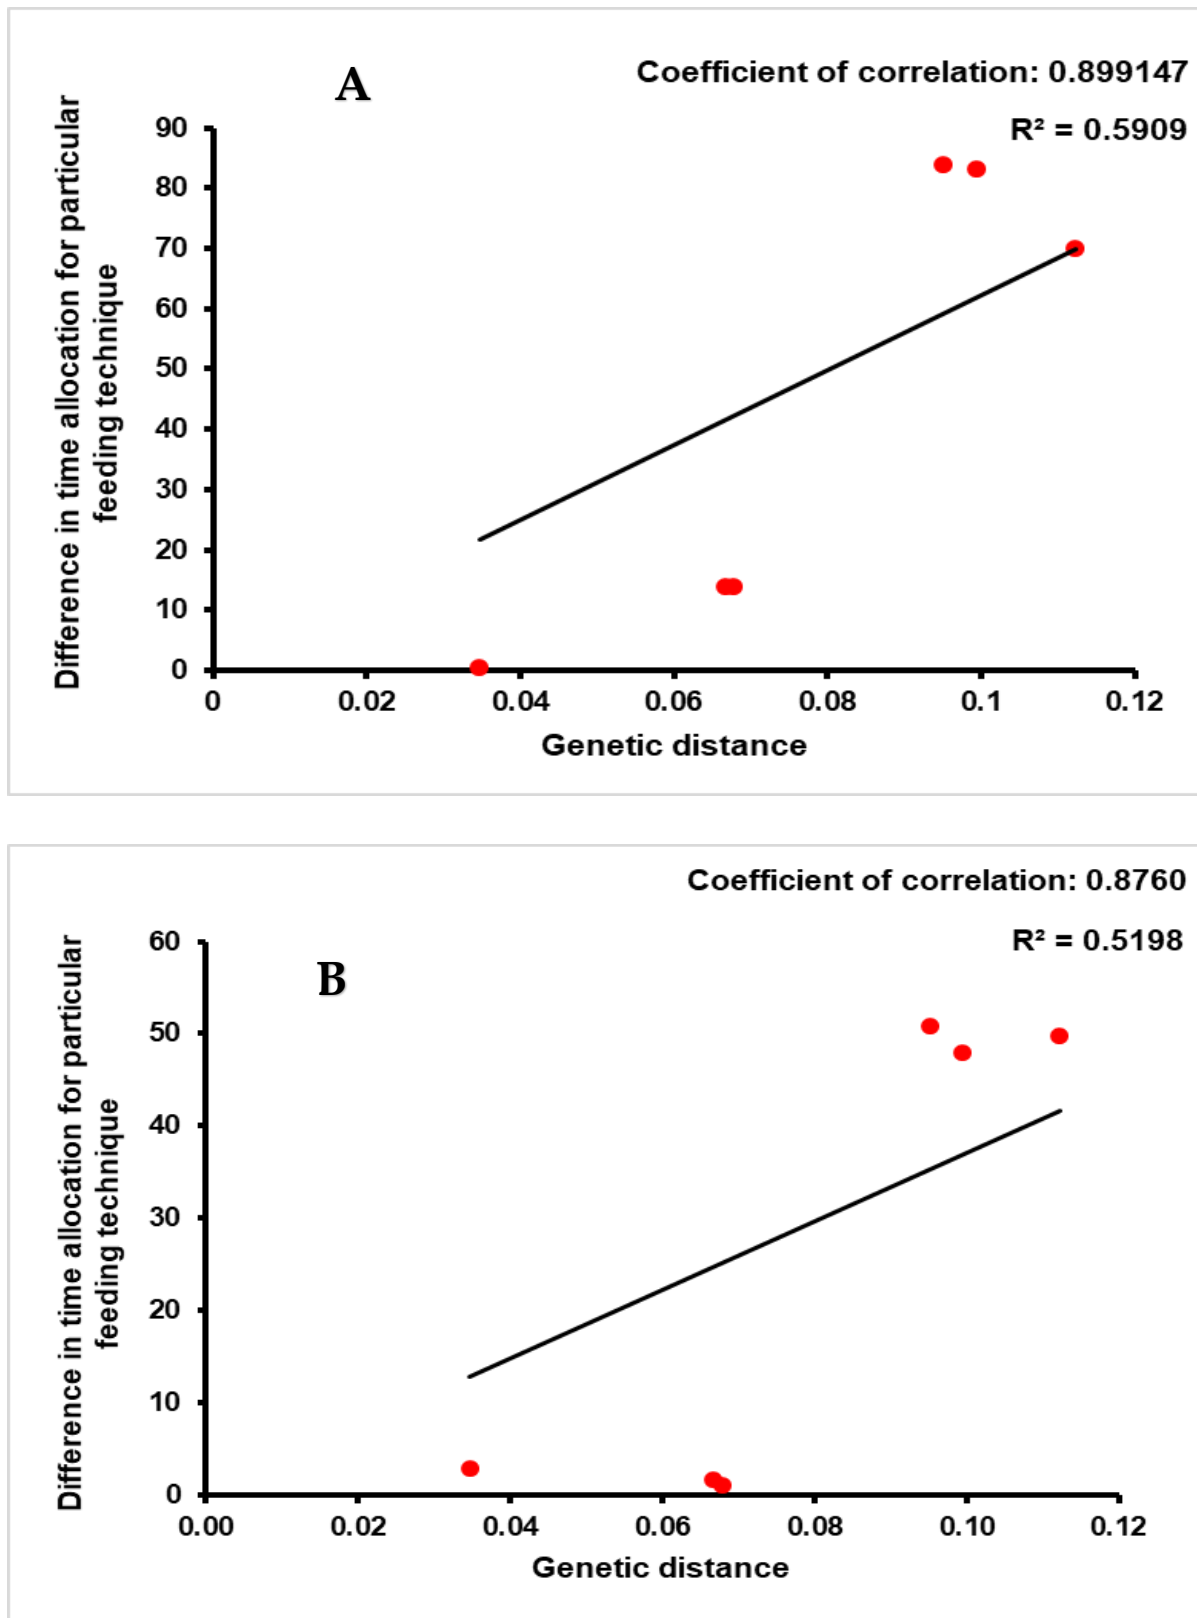 A
Coefficient of correlation: 0.899147
R² = 0.5909
Difference in time allocation for particular
feeding technique
90
80
70
60
50
40
30
20
10
0
0 0.02 0.04 0.06 0.08 0.1 0.12
Genetic distance
Coefficient of correlation: 0.8760
R² = 0.5198
B
Difference in time allocation for particular
feeding technique
60
50
40
30
20
10
0
0.00 0.02 0.04 0.06 0.08 0.10 0.12
Genetic distance